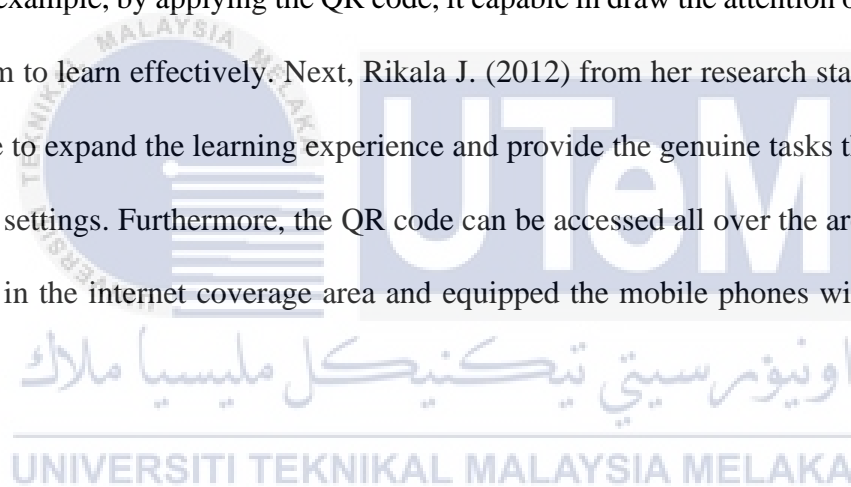 example, by applying the QR code, it capable in draw the attention o
m to learn effectively. Next, Rikala J. (2012) from her research sta
e to expand the learning experience and provide the genuine tasks th
settings. Furthermore, the QR code can be accessed all over the ar
in the internet coverage area and equipped the mobile phones wi
UTeM
اونيۏرسيتي تيكنيكل مليسيا ملاك
UNIVERSITI TEKNIKAL MALAYSIA MELAKA